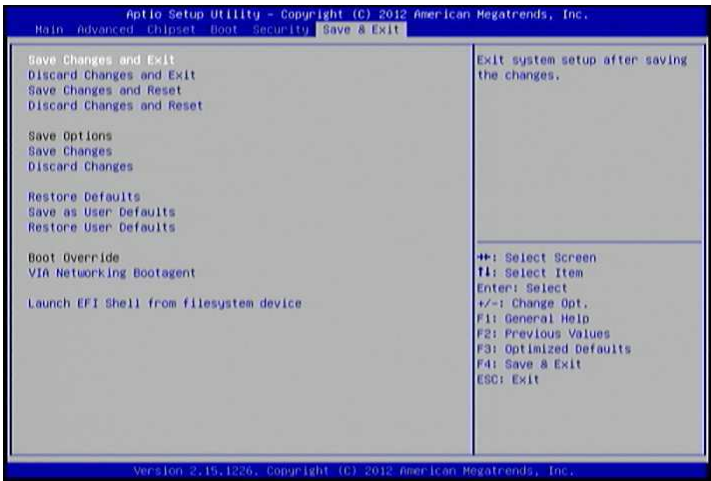 Aptio Setup Utility - Copyright (C) 2012 American Megatrends, Inc.
Main Advanced Chipset Boot Security Save & Exit
Save Changes and Exit
Discard Changes and Exit
Save Changes and Reset
Discard Changes and Reset
Save Options
Save Changes
Discard Changes
Restore Defaults
Save as User Defaults
Restore User Defaults
Boot Override
VIA Networking Bootagent
Launch EFI Shell from filesystem device
Exit system setup after saving
the changes.
→←: Select Screen
↑↓: Select Item
Enter: Select
+/-: Change Opt.
F1: General Help
F2: Previous Values
F3: Optimized Defaults
F4: Save & Exit
ESC: Exit
Version 2.15.1226. Copyright (C) 2012 American Megatrends, Inc.